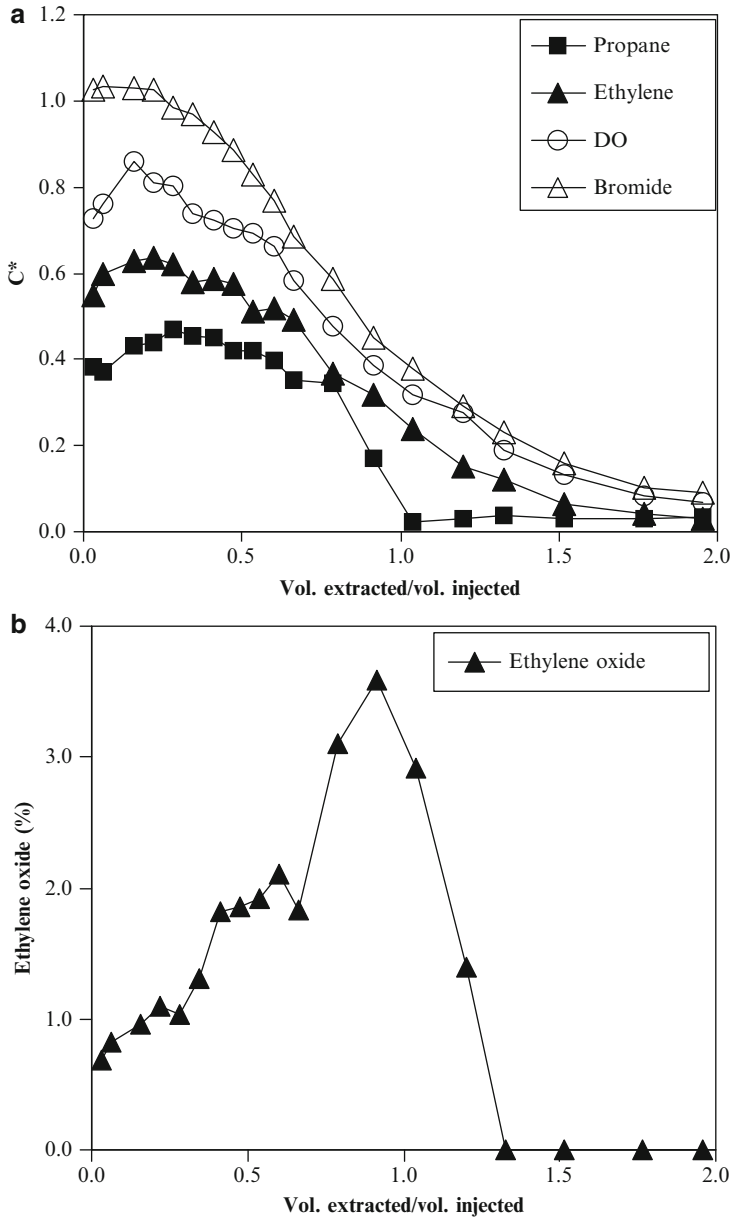 a
1.2
1.0
0.8
0.6
0.4
0.2
0.0
C*
Propane
Ethylene
DO
Bromide
0.0 0.5 1.0 1.5 2.0
Vol. extracted/vol. injected
b
4.0
3.0
2.0
1.0
0.0
Ethylene oxide (%)
Ethylene oxide
0.0 0.5 1.0 1.5 2.0
Vol. extracted/vol. injected